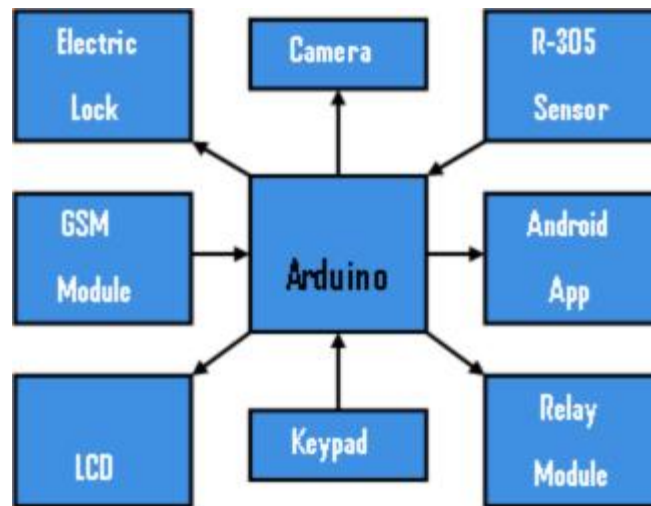 Electric
Lock
Camera
R-305
Sensor
GSM
Module
Arduino
Android
App
LCD
Keypad
Relay
Module